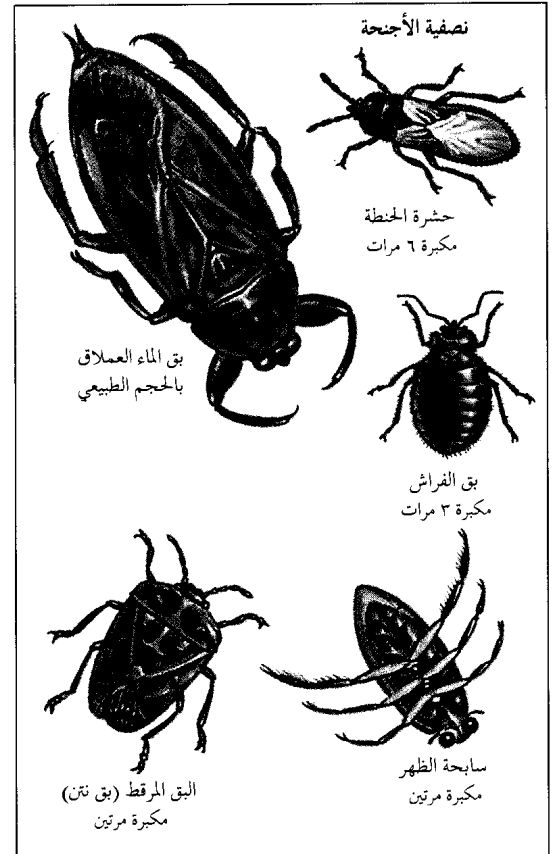 نصفية الأجنحة
حشرة الحنطة
مكبرة ٦ مرات
بق الماء العملاق
بالحجم الطبيعي
بق الفراش
مكبرة ٣ مرات
سابحة الظهر
مكبرة مرتين
البق المرقط (بق نتن)
مكبرة مرتين